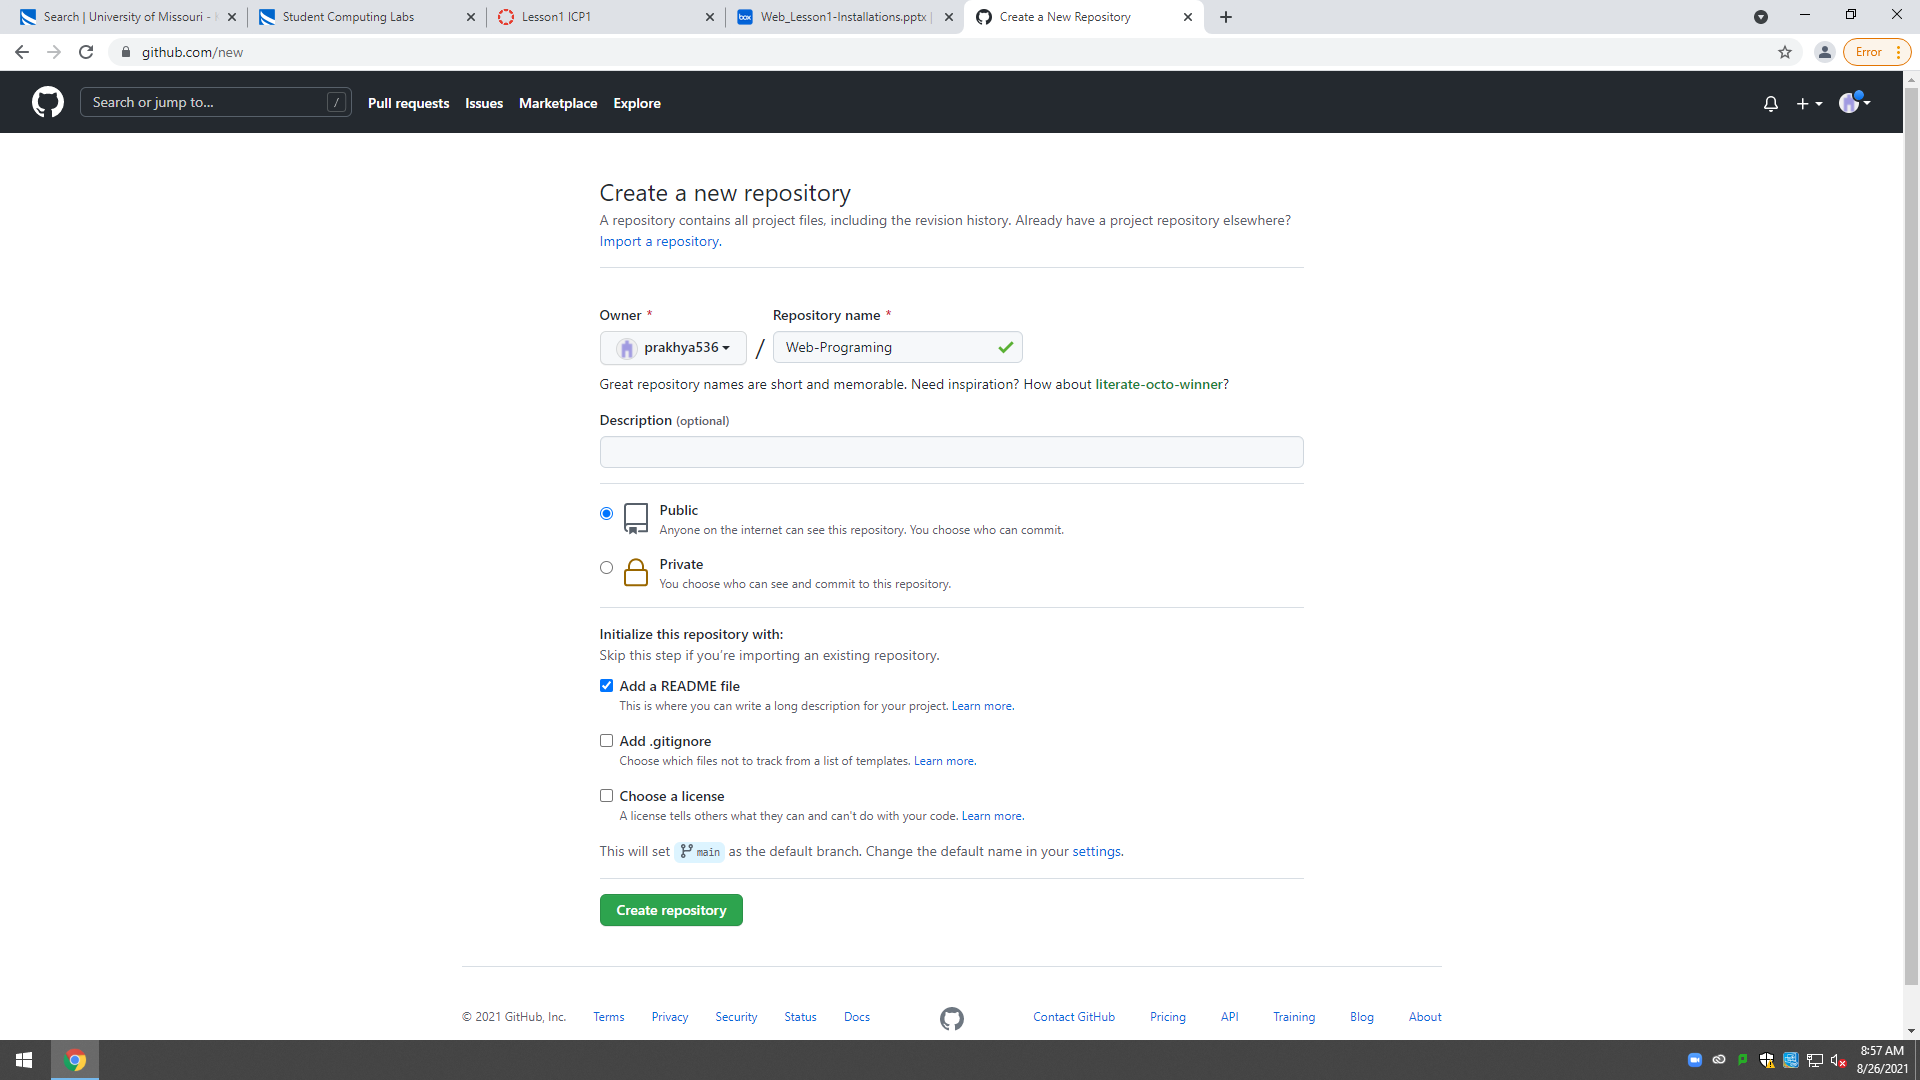 Search | University of Missouri -
Student Computing Labs
Lesson1 ICP1
Web_Lesson1-Installations.pptx |
Create a New Repository
github.com/new
Error
Search or jump to...
/
Pull requests
Issues
Marketplace
Explore
Create a new repository
A repository contains all project files, including the revision history. Already have a project repository elsewhere?
Import a repository.
Owner *
Repository name *
prakhya536
/
Web-Programing
Great repository names are short and memorable. Need inspiration? How about literate-octo-winner?
Description (optional)
Public
Anyone on the internet can see this repository. You choose who can commit.
Private
You choose who can see and commit to this repository.
Initialize this repository with:
Skip this step if you're importing an existing repository.
Add a README file
This is where you can write a long description for your project. Learn more.
Add .gitignore
Choose which files not to track from a list of templates. Learn more.
Choose a license
A license tells others what they can and can't do with your code. Learn more.
This will set main as the default branch. Change the default name in your settings.
Create repository
© 2021 GitHub, Inc.
Terms
Privacy
Security
Status
Docs
Contact GitHub
Pricing
API
Training
Blog
About
8:57 AM
8/26/2021